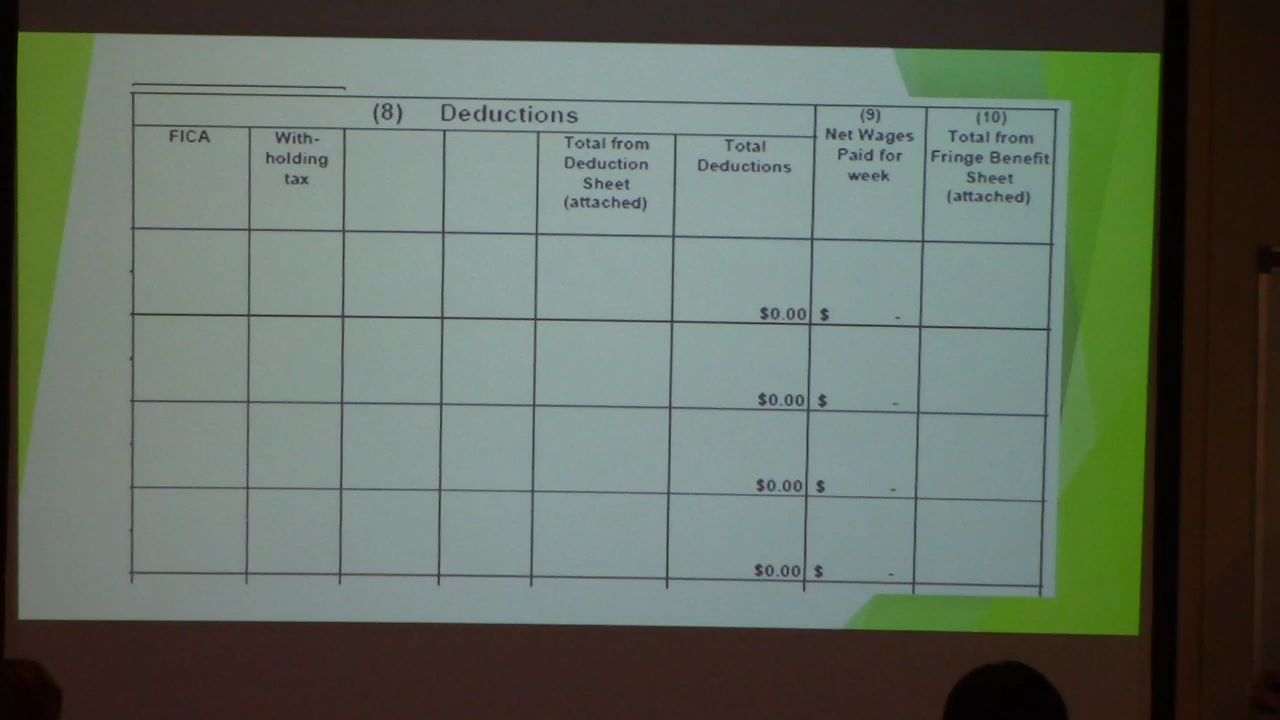 (8) Deductions
(9)
Net Wages
Paid for
week
(10)
Total from
Fringe Benefit
Sheet
(attached)
FICA
With-
holding
tax
Total from
Deduction
Sheet
(attached)
Total
Deductions
$0.00 $ -
$0.00 $ -
$0.00 $ -
$0.00 $ -